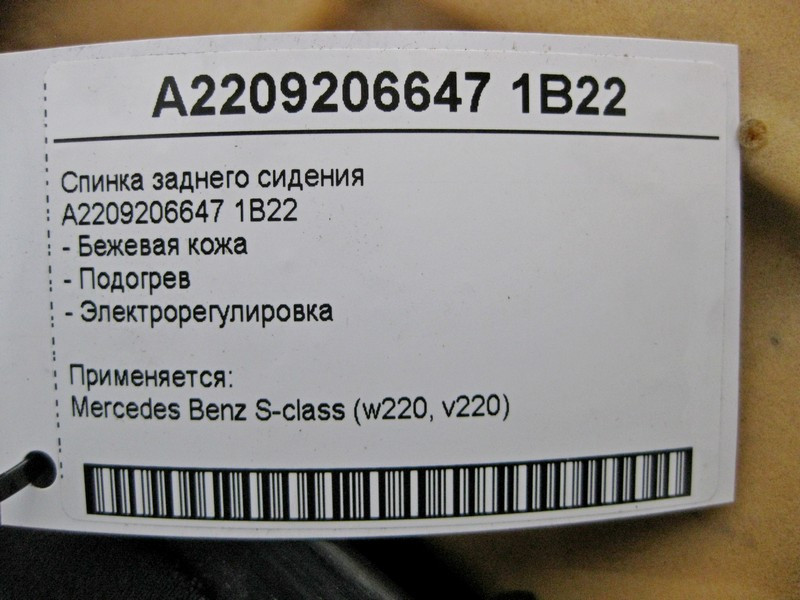 A2209206647 1B22
Спинка заднего сидения
A2209206647 1B22
- Бежевая кожа
- Подогрев
- Электрорегулировка
Применяется:
Mercedes Benz S-class (w220, v220)